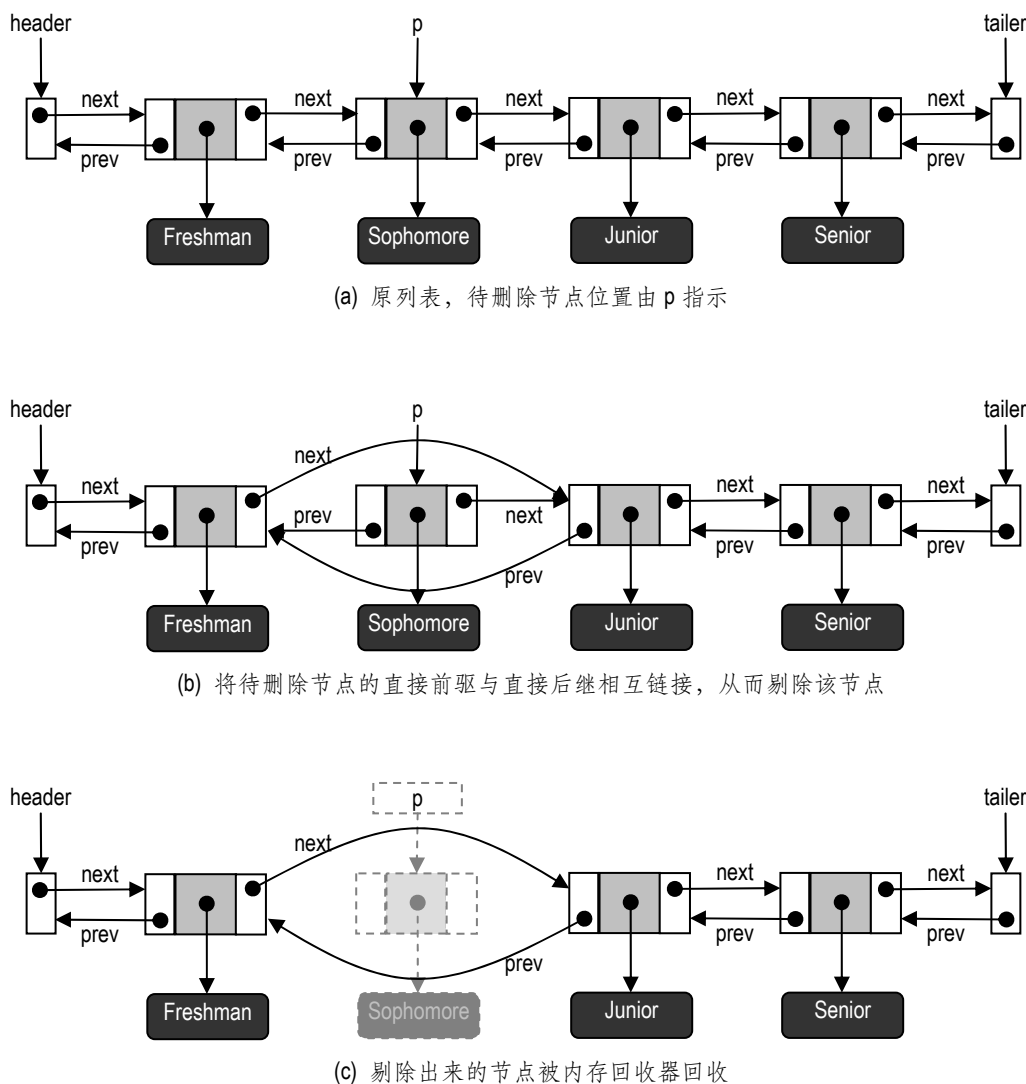 header p tailer
next next next next next
prev prev prev prev prev
Freshman Sophomore Junior Senior
(a) 原列表，待删除节点位置由 p 指示
header p tailer
next
next next next
prev next
prev prev prev
prev
Freshman Sophomore Junior Senior
(b) 将待删除节点的直接前驱与直接后继相互链接，从而剔除该节点
header p tailer
next
next next next
prev prev prev
prev
Freshman Sophomore Junior Senior
(c) 剔除出来的节点被内存回收器回收